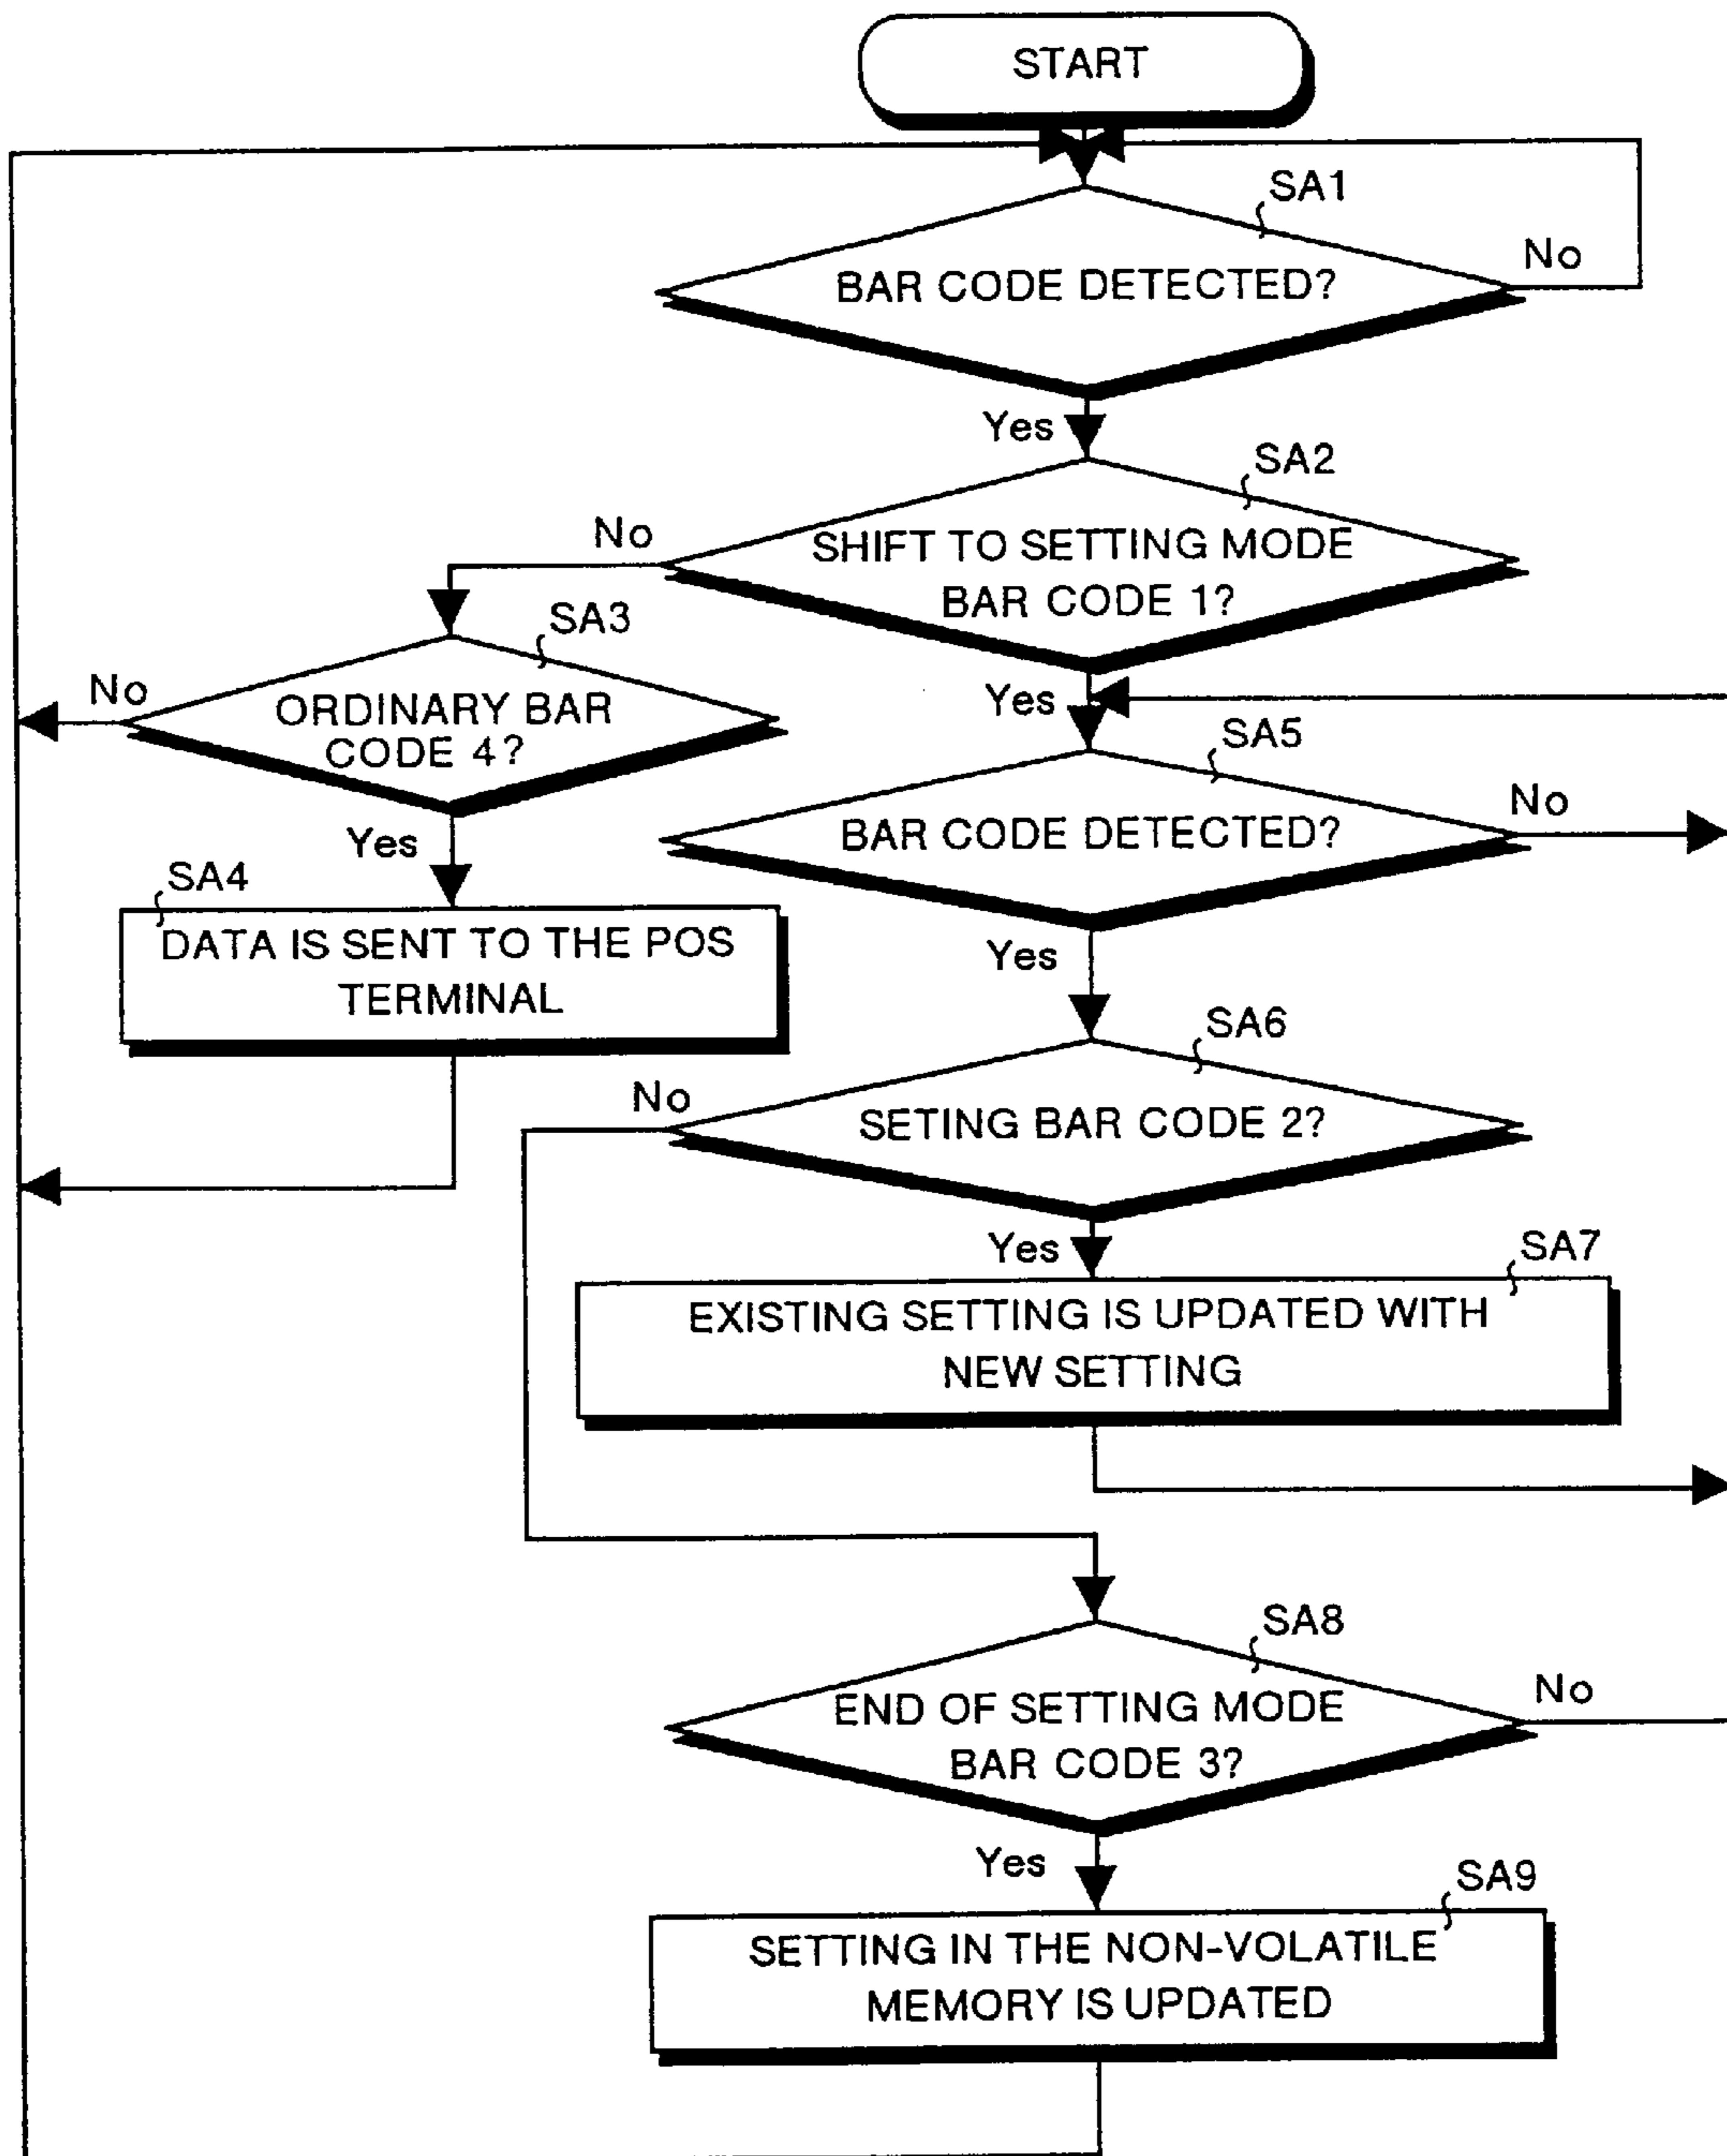 START
SA1
BAR CODE DETECTED?
No
Yes
SA2
No
SHIFT TO SETTING MODE
BAR CODE 1?
SA3
No
ORDINARY BAR
CODE 4?
Yes
SA5
Yes
BAR CODE DETECTED?
No
SA4
DATA IS SENT TO THE POS
TERMINAL
Yes
SA6
No
SETING BAR CODE 2?
Yes
SA7
EXISTING SETTING IS UPDATED WITH
NEW SETTING
SA8
END OF SETTING MODE
BAR CODE 3?
No
Yes
SA9
SETTING IN THE NON-VOLATILE
MEMORY IS UPDATED